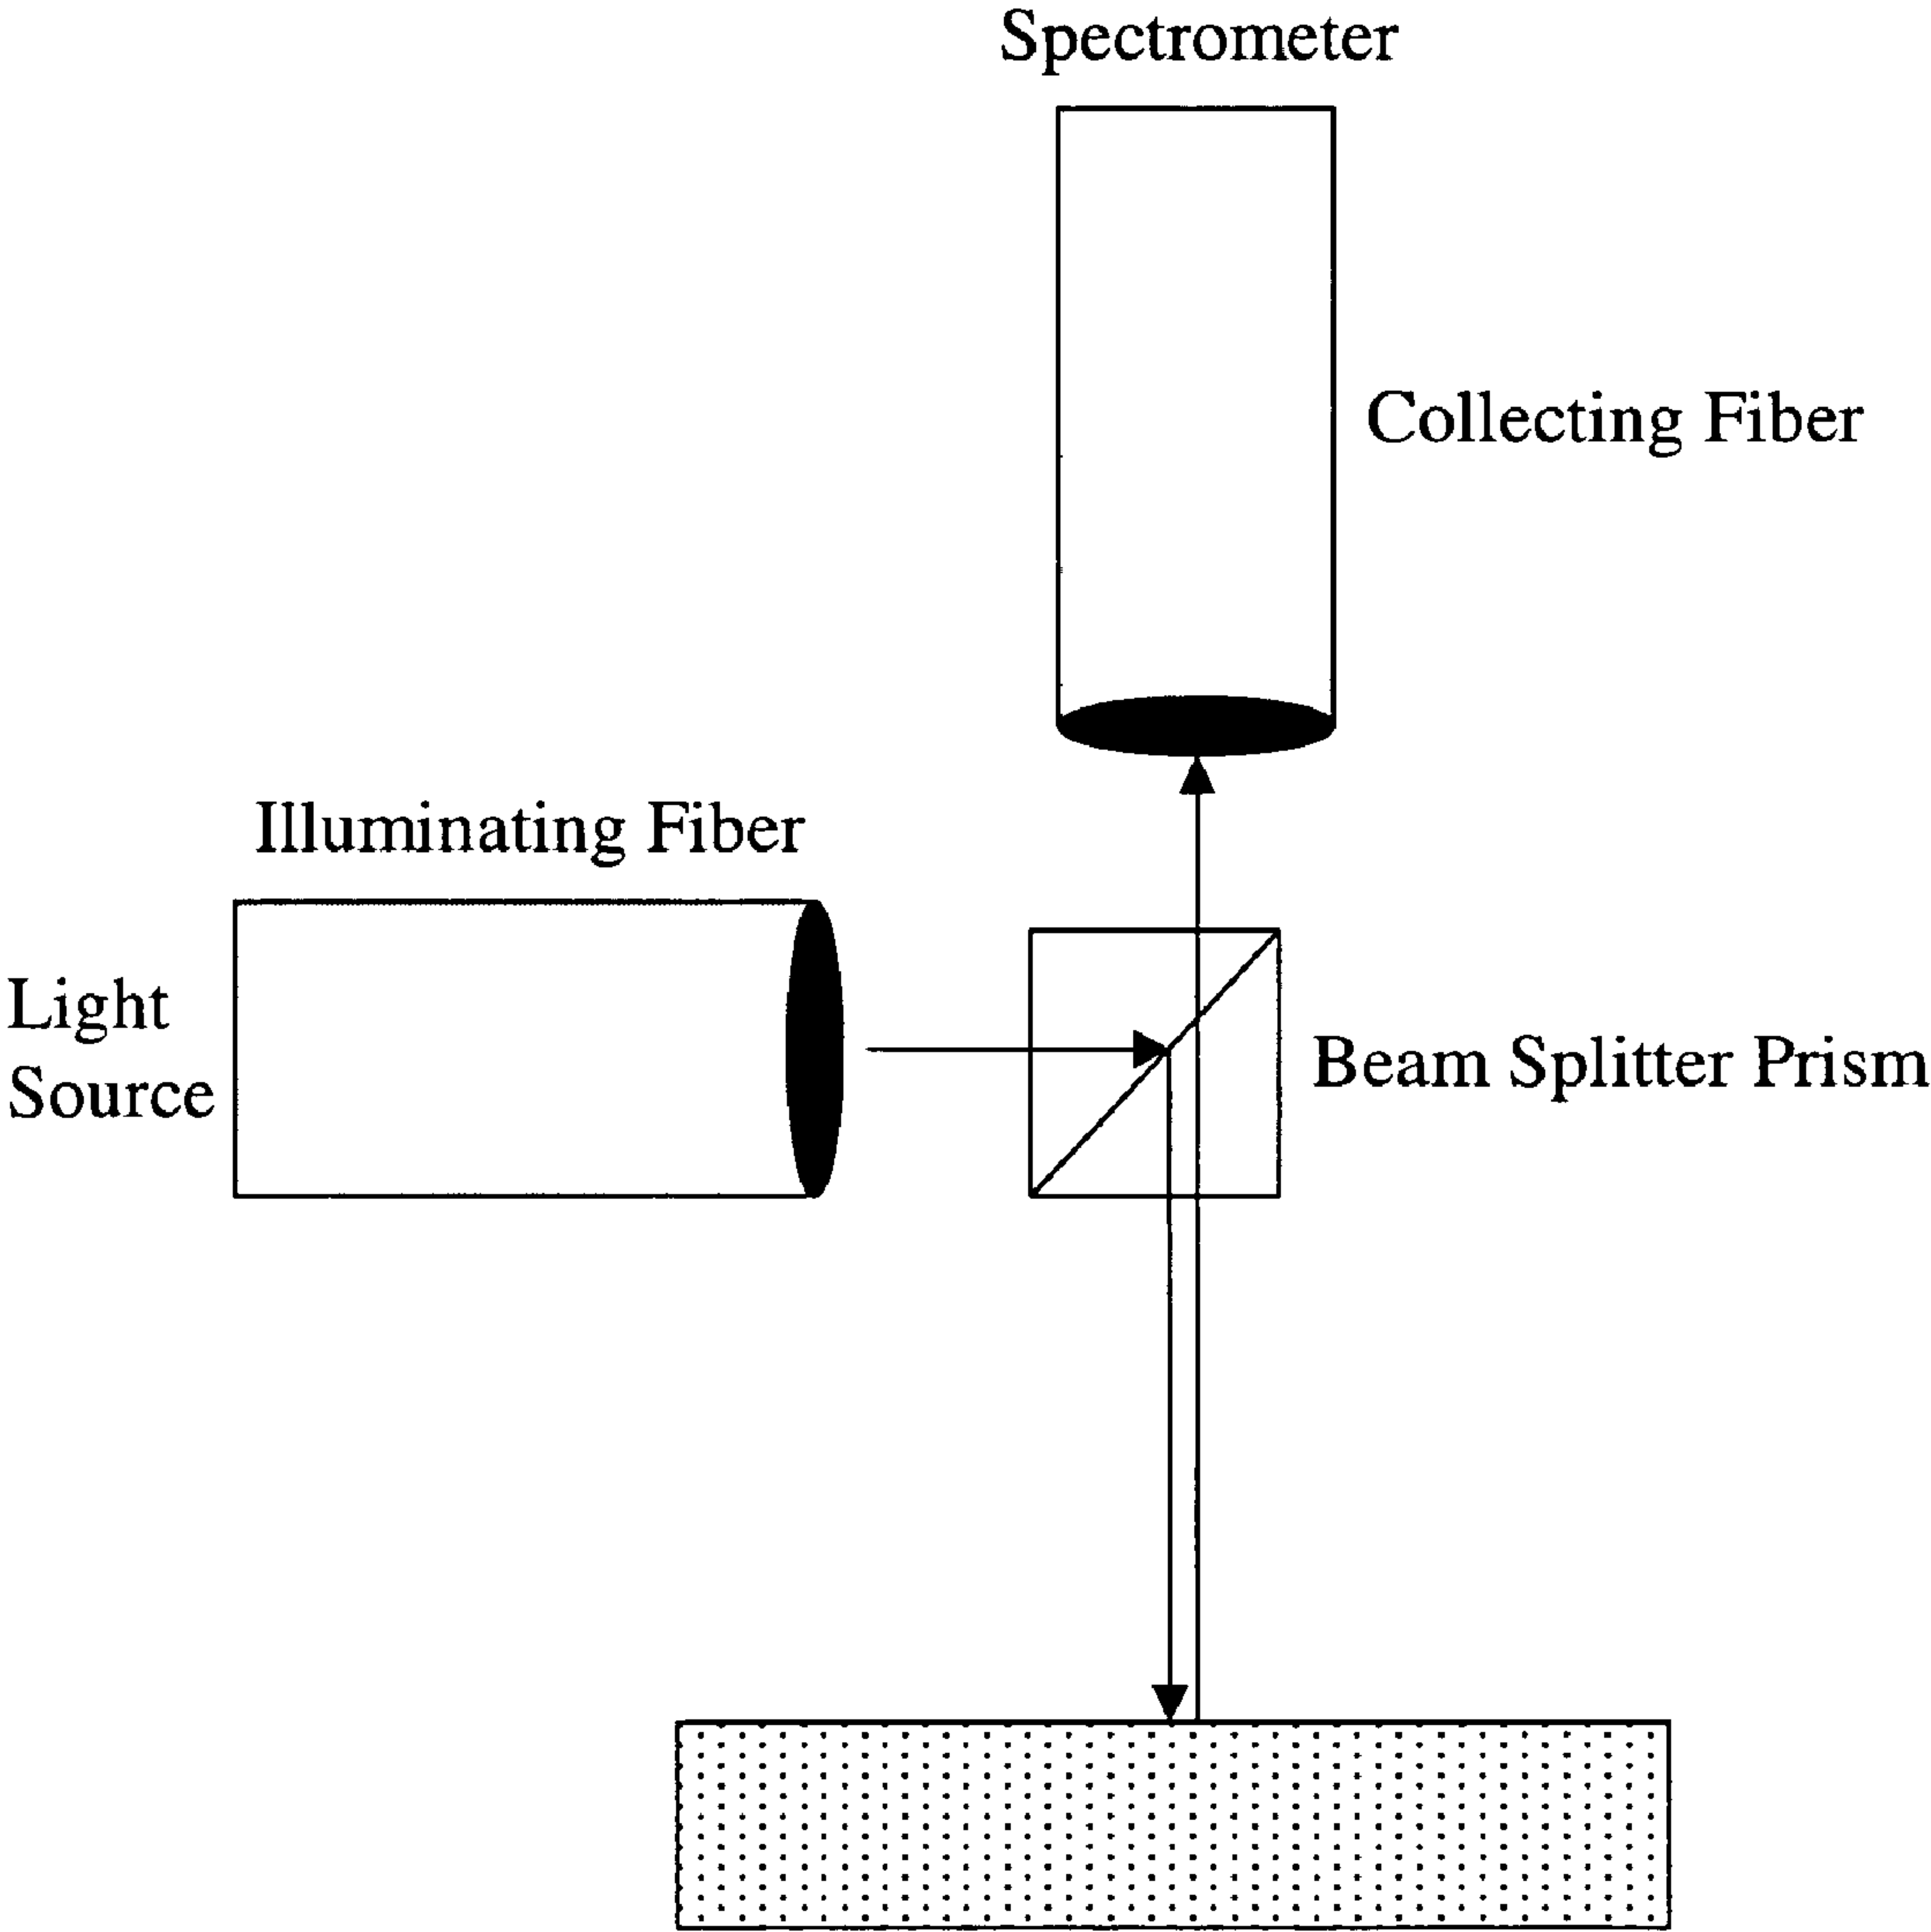 Spectrometer
Collecting Fiber
Illuminating Fiber
Light
Source
Beam Splitter Prism